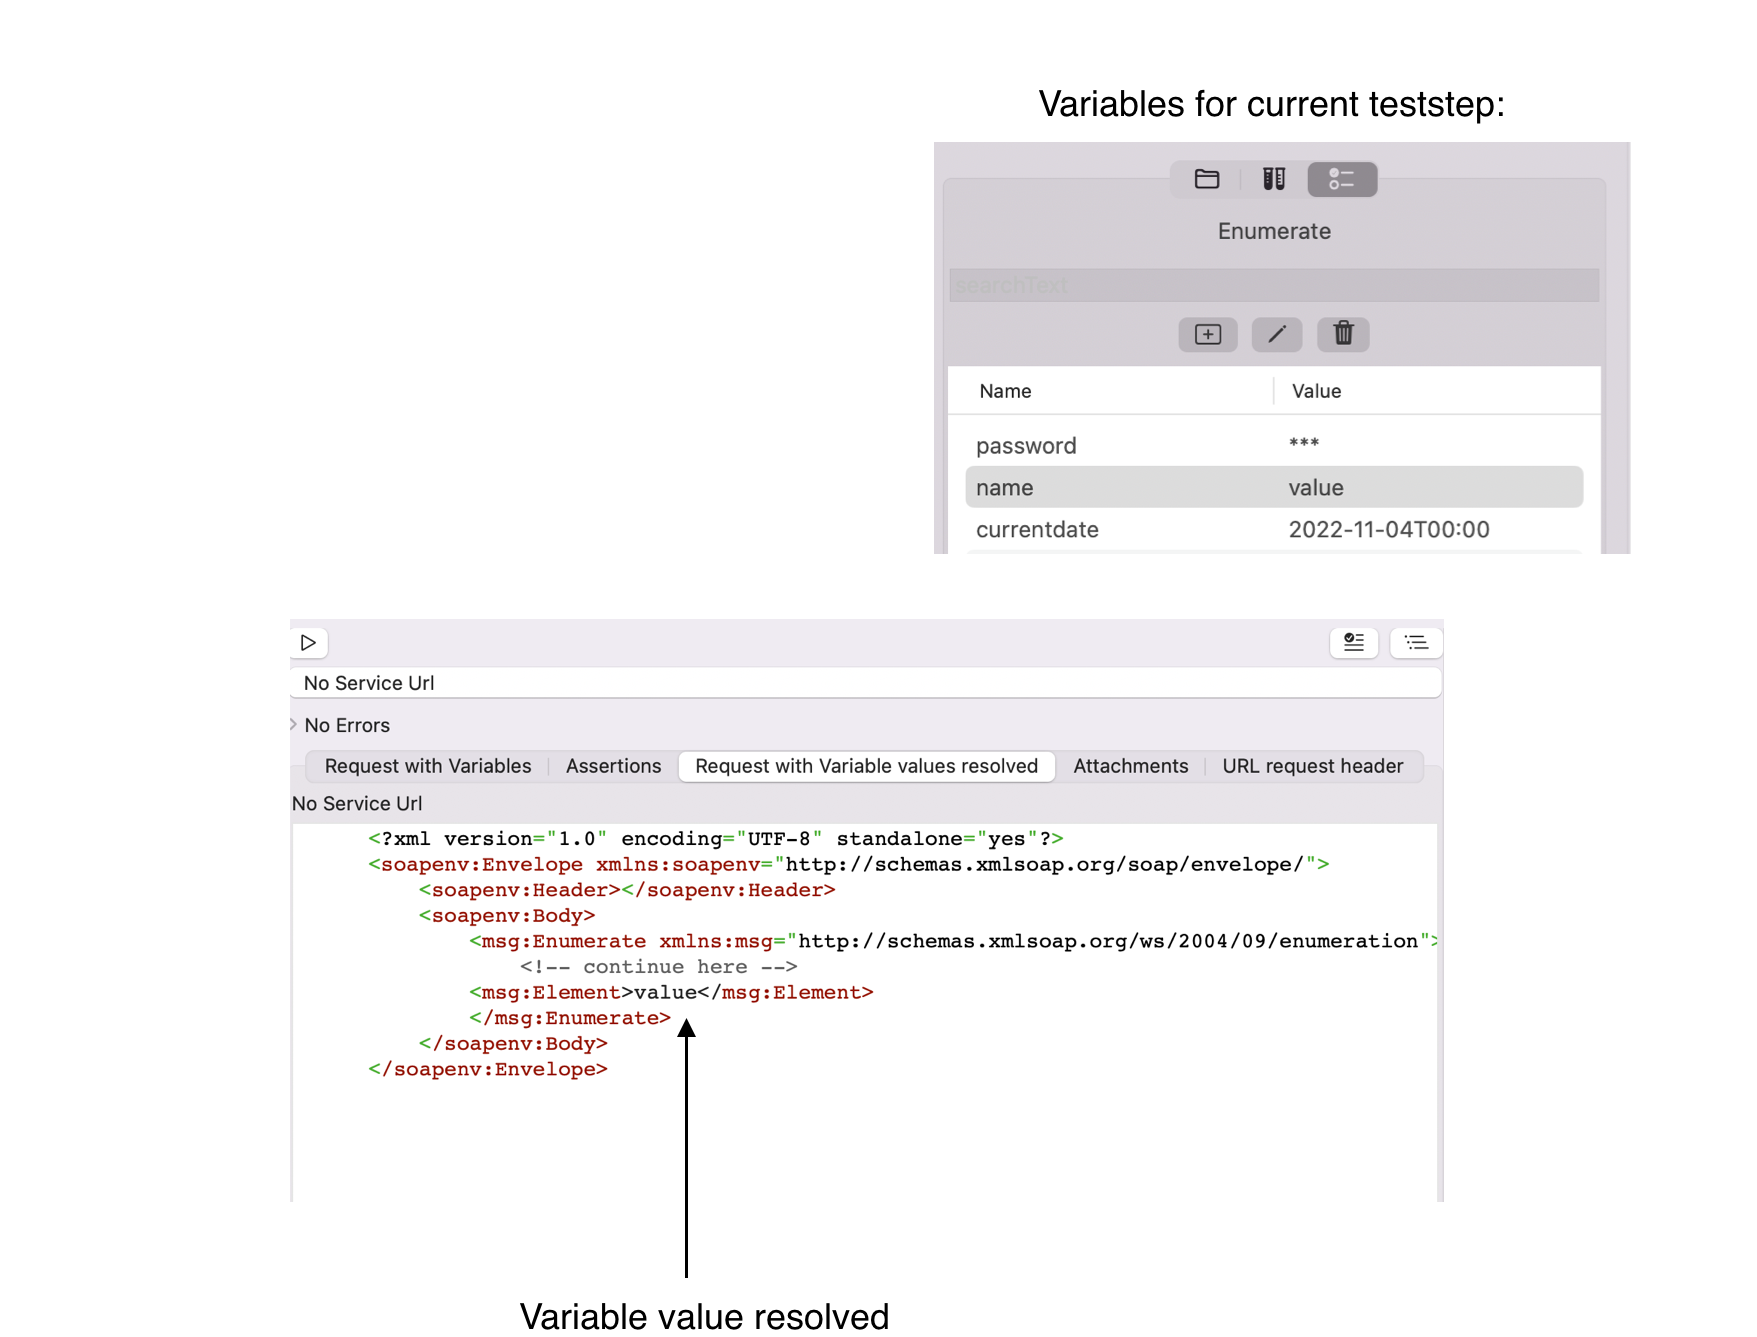 Variables for current teststep:
Enumerate
searchText
Name Value
password ***
name value
currentdate 2022-11-04T00:00
No Service Url
No Errors
Request with Variables Assertions Request with Variable values resolved Attachments URL request header
No Service Url
<?xml version="1.0" encoding="UTF-8" standalone="yes"?>
<soapenv:Envelope xmlns:soapenv="http://schemas.xmlsoap.org/soap/envelope/">
<soapenv:Header></soapenv:Header>
<soapenv:Body>
<msg:Enumerate xmlns:msg="http://schemas.xmlsoap.org/ws/2004/09/enumeration">
<!-- continue here -->
<msg:Element>value</msg:Element>
</msg:Enumerate>
</soapenv:Body>
</soapenv:Envelope>
Variable value resolved